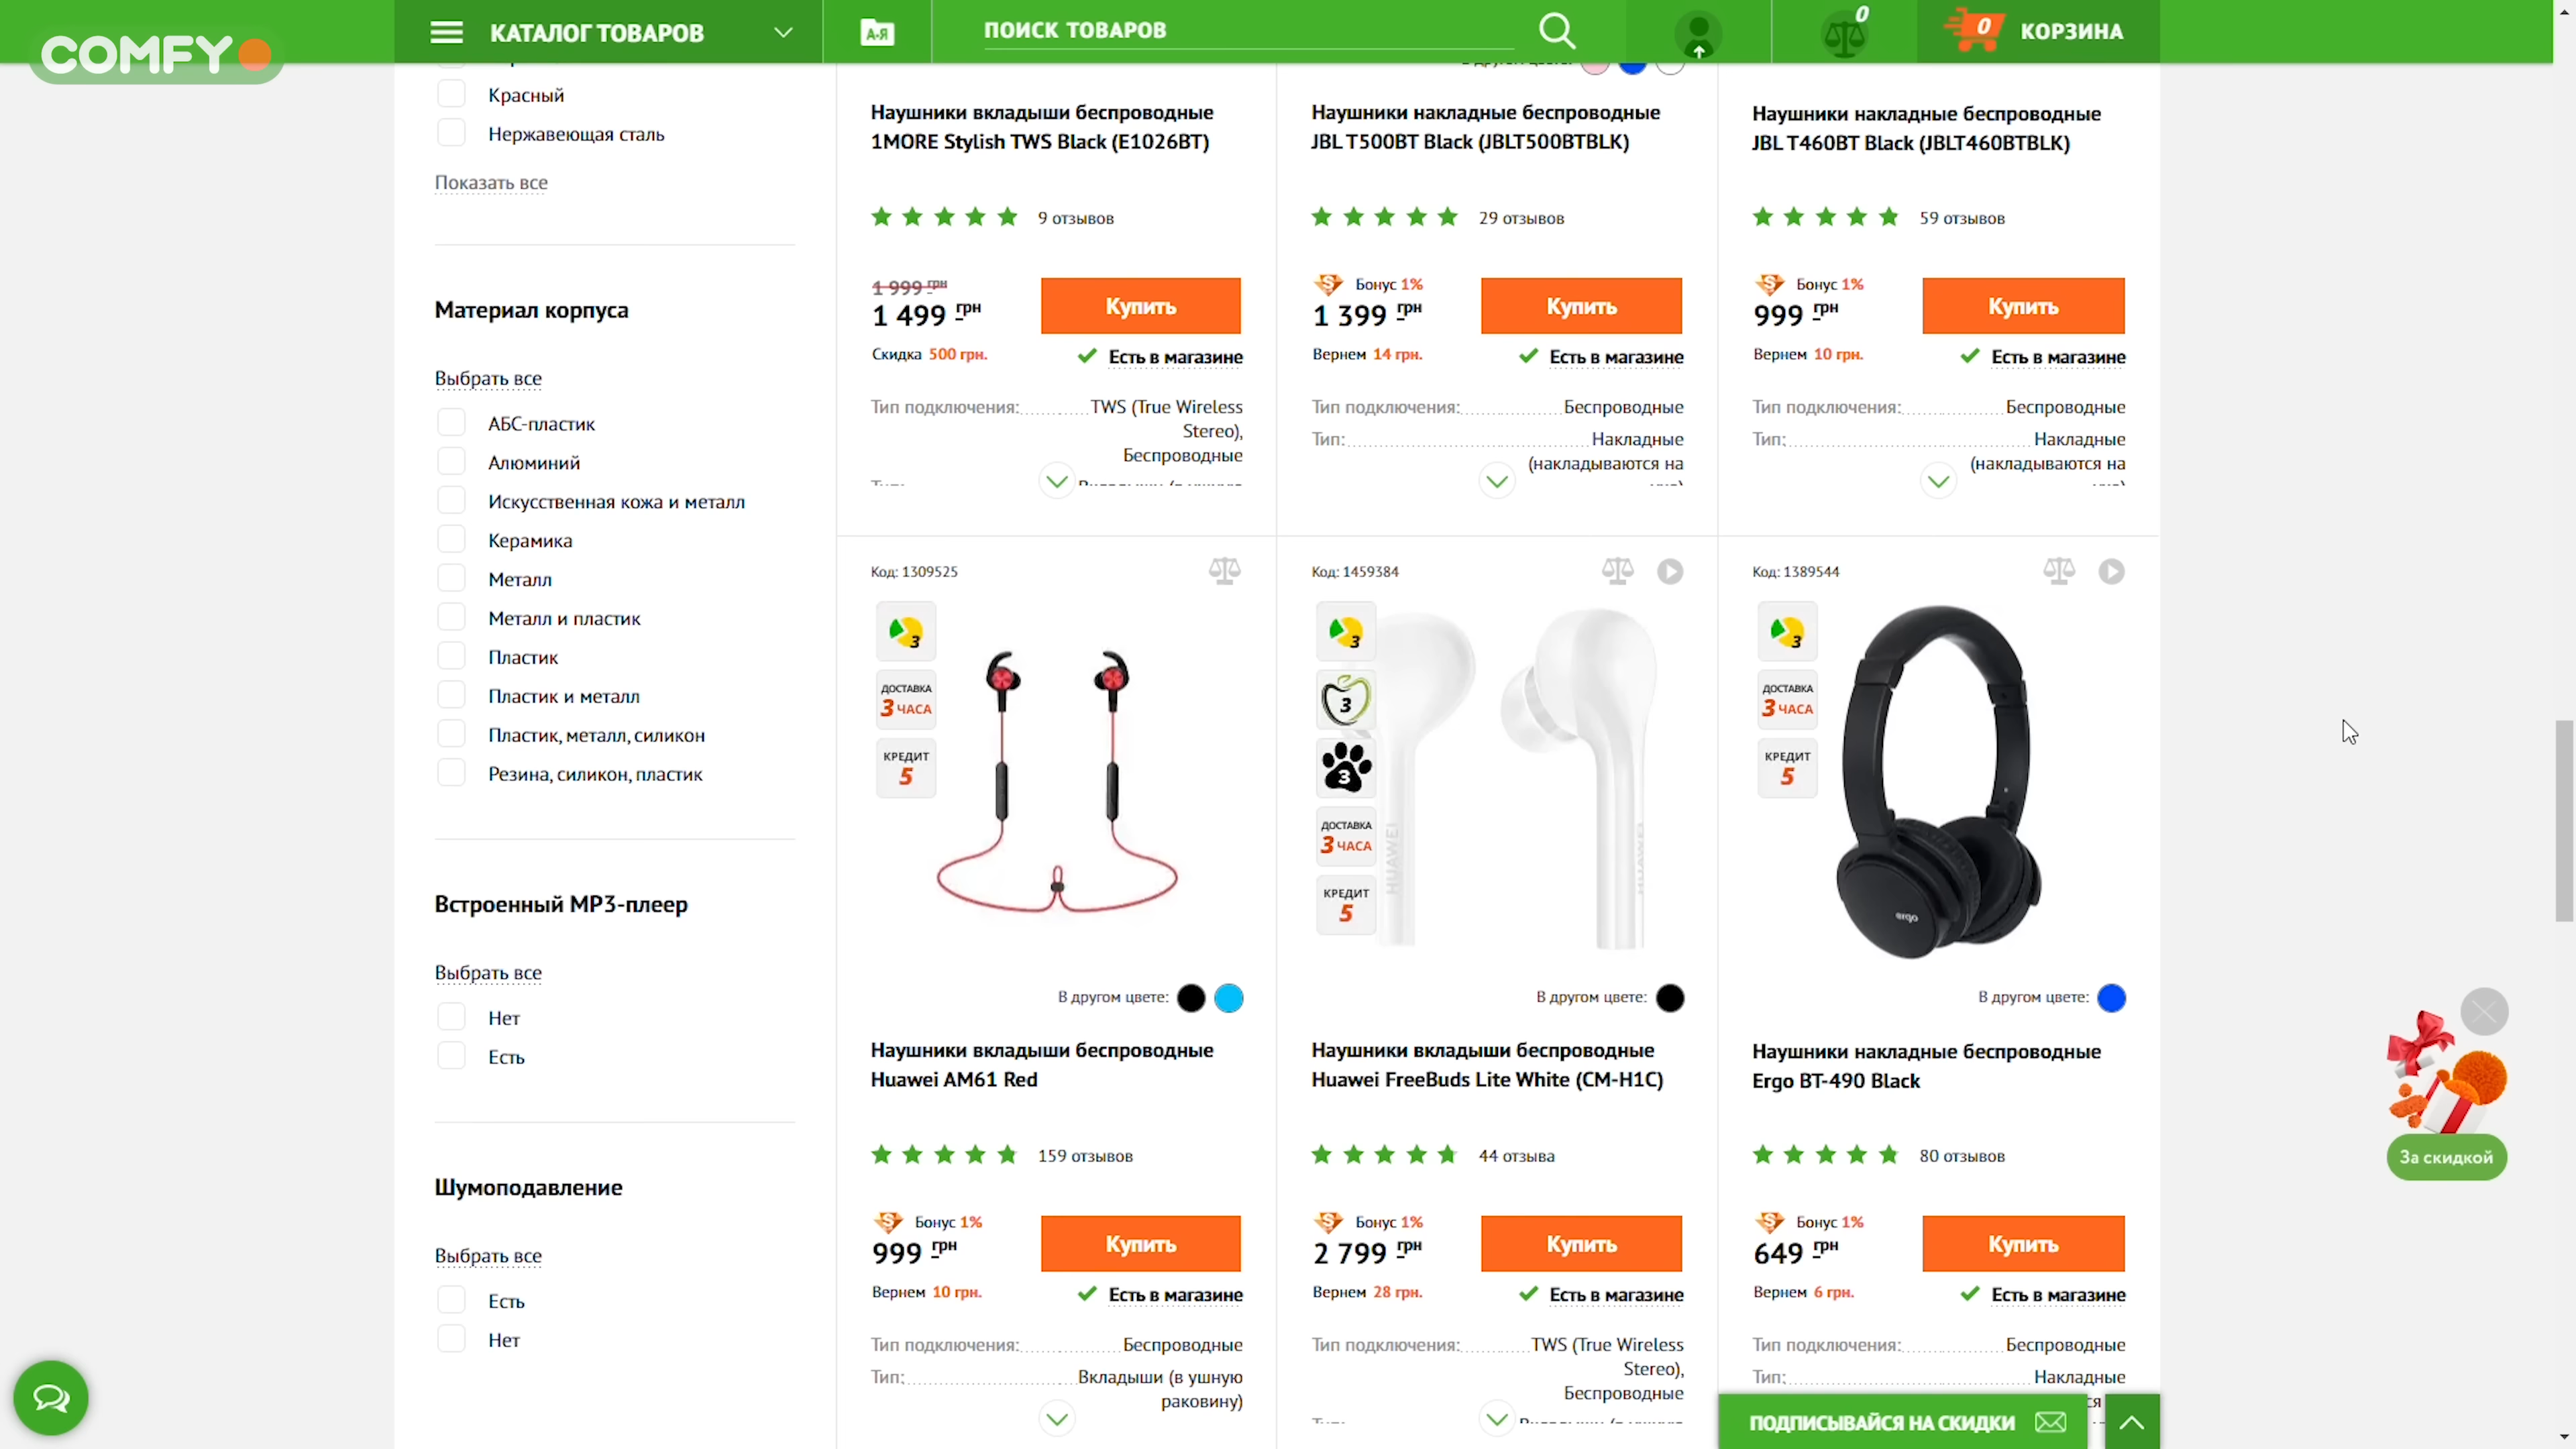 COMFY
КАТАЛОГ ТОВАРОВ
А-Я
ПОИСК ТОВАРОВ
0
0
КОРЗИНА
Красный
Нержавеющая сталь
Показать все
Материал корпуса
Выбрать все
АБС-пластик
Алюминий
Искусственная кожа и металл
Керамика
Металл
Металл и пластик
Пластик
Пластик и металл
Пластик, металл, силикон
Резина, силикон, пластик
Встроенный MP3-плеер
Выбрать все
Нет
Есть
Шумоподавление
Выбрать все
Есть
Нет
Наушники вкладыши беспроводные
1MORE Stylish TWS Black (E1026BT)
9 отзывов
1 999 грн
1 499 грн
Купить
Скидка 500 грн.
Есть в магазине
Тип подключения: TWS (True Wireless
Stereo),
Беспроводные
В другом цвете:
Наушники накладные беспроводные
JBL T500BT Black (JBLT500BTBLK)
29 отзывов
Бонус 1%
1 399 грн
Купить
Вернем 14 грн.
Есть в магазине
Тип подключения: Беспроводные
Тип: Накладные
(накладываются на
Наушники накладные беспроводные
JBL T460BT Black (JBLT460BTBLK)
59 отзывов
Бонус 1%
999 грн
Купить
Вернем 10 грн.
Есть в магазине
Тип подключения: Беспроводные
Тип: Накладные
(накладываются на
Код: 1309525
3
ДОСТАВКА
3 ЧАСА
КРЕДИТ
5
В другом цвете:
Наушники вкладыши беспроводные
Huawei AM61 Red
159 отзывов
Бонус 1%
999 грн
Купить
Вернем 10 грн.
Есть в магазине
Тип подключения: Беспроводные
Тип: Вкладыши (в ушную
раковину)
Код: 1459384
3
3
3
ДОСТАВКА
3 ЧАСА
КРЕДИТ
5
HUAWEI
HUAWEI
В другом цвете:
Наушники вкладыши беспроводные
Huawei FreeBuds Lite White (CM-H1C)
44 отзыва
Бонус 1%
2 799 грн
Купить
Вернем 28 грн.
Есть в магазине
Тип подключения: TWS (True Wireless
Stereo),
Беспроводные
Код: 1389544
3
ДОСТАВКА
3 ЧАСА
КРЕДИТ
5
ergo
В другом цвете:
Наушники накладные беспроводные
Ergo BT-490 Black
80 отзывов
Бонус 1%
649 грн
Купить
Вернем 6 грн.
Есть в магазине
Тип подключения: Беспроводные
Тип: Накладные
За скидкой
ПОДПИСЫВАЙСЯ НА СКИДКИ